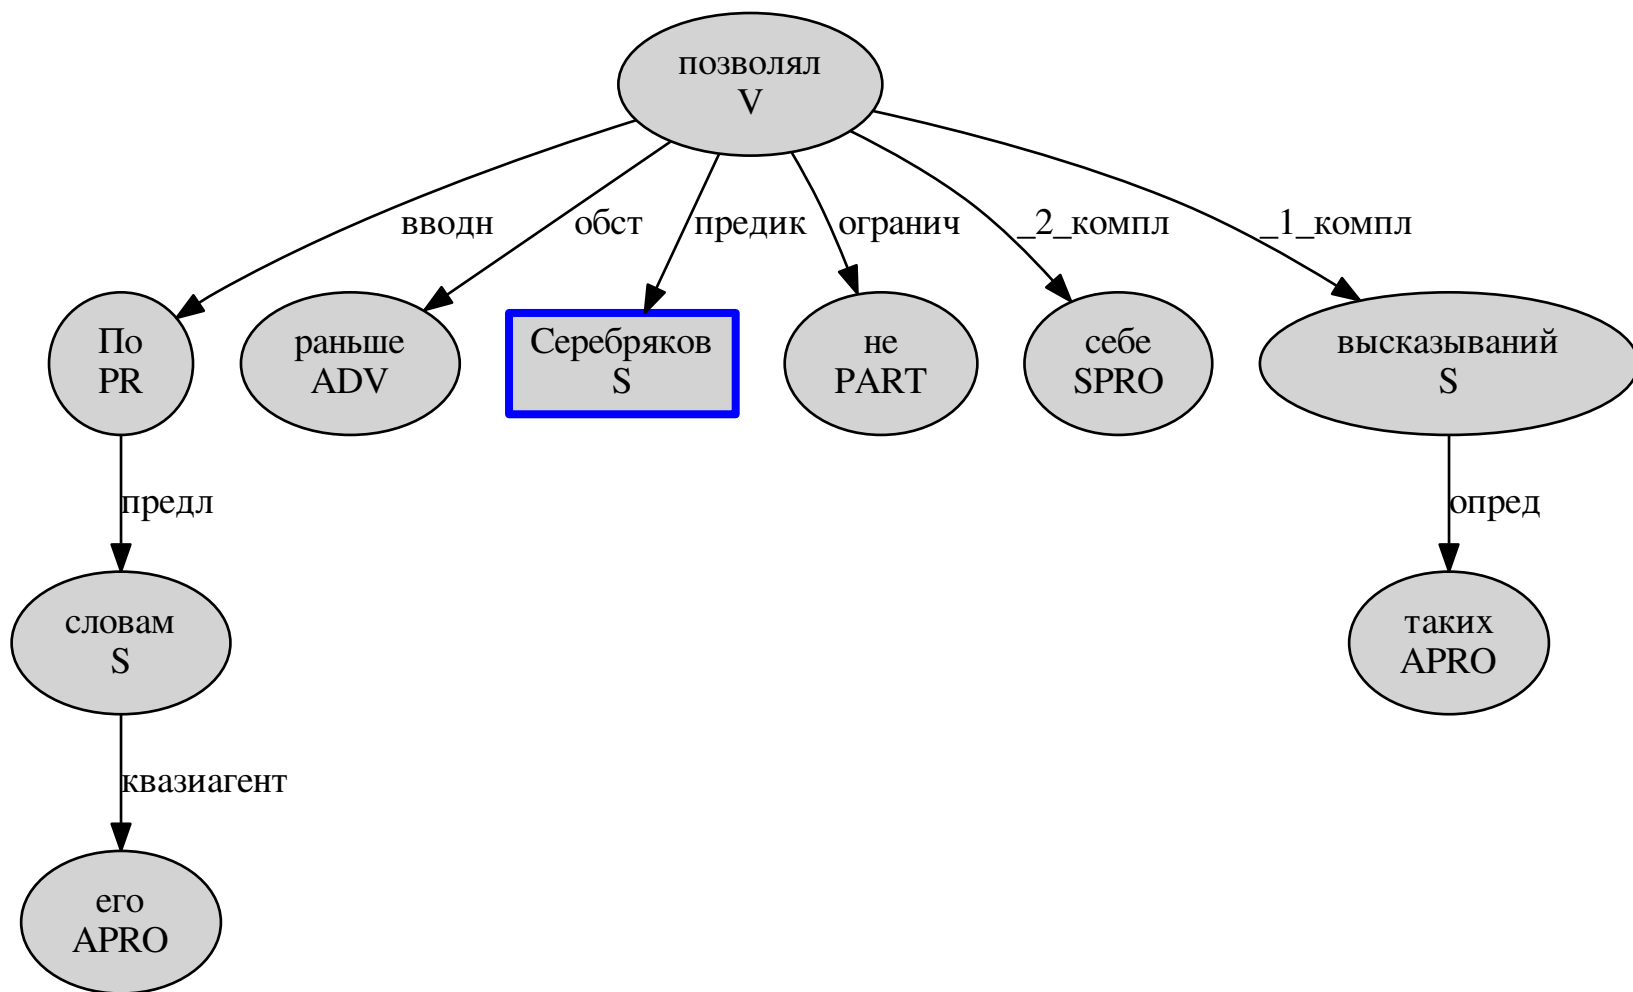 позволял
V
вводн
обст
предик
огранич
_2_компл
_1_компл
По
PR
раньше
ADV
Серебряков
S
не
PART
себе
SPRO
высказываний
S
предл
опред
словам
S
таких
APRO
квазиагент
его
APRO